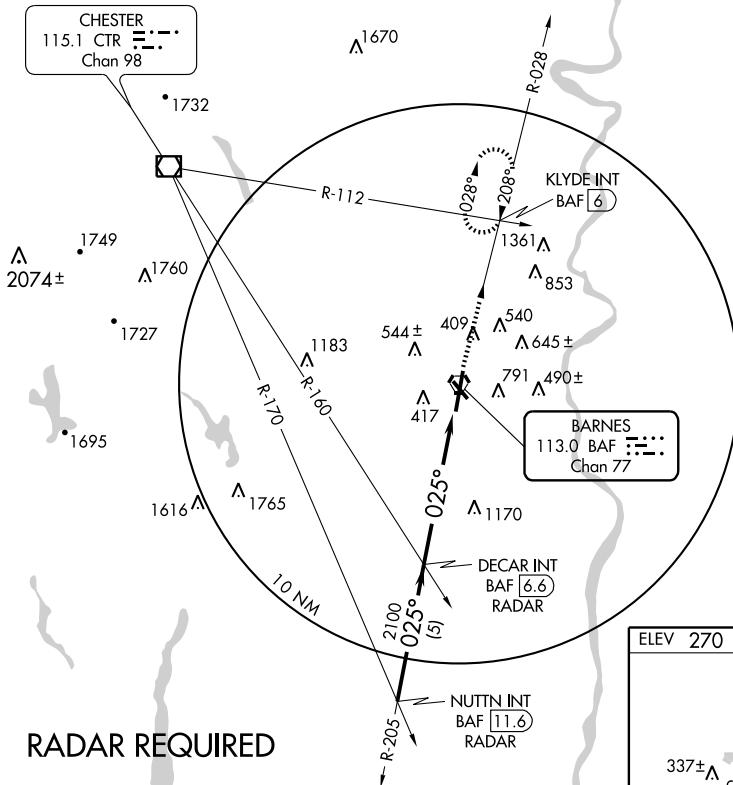 CHESTER
115.1 CTR
Chan 98
1670
R-028
1732
R-112
028°
208°
KLYDE INT
BAF 6
1361
1749
2074±
1760
853
1727
540
409
544±
645±
1183
R-160
R-170
791
490±
417
BARNES
113.0 BAF
Chan 77
1695
025°
1765
1616
1170
DECAR INT
BAF 6.6
RADAR
10 NM
2100
025°
(5)
ELEV 270
NUTTN INT
BAF 11.6
RADAR
R-205
RADAR REQUIRED
337±